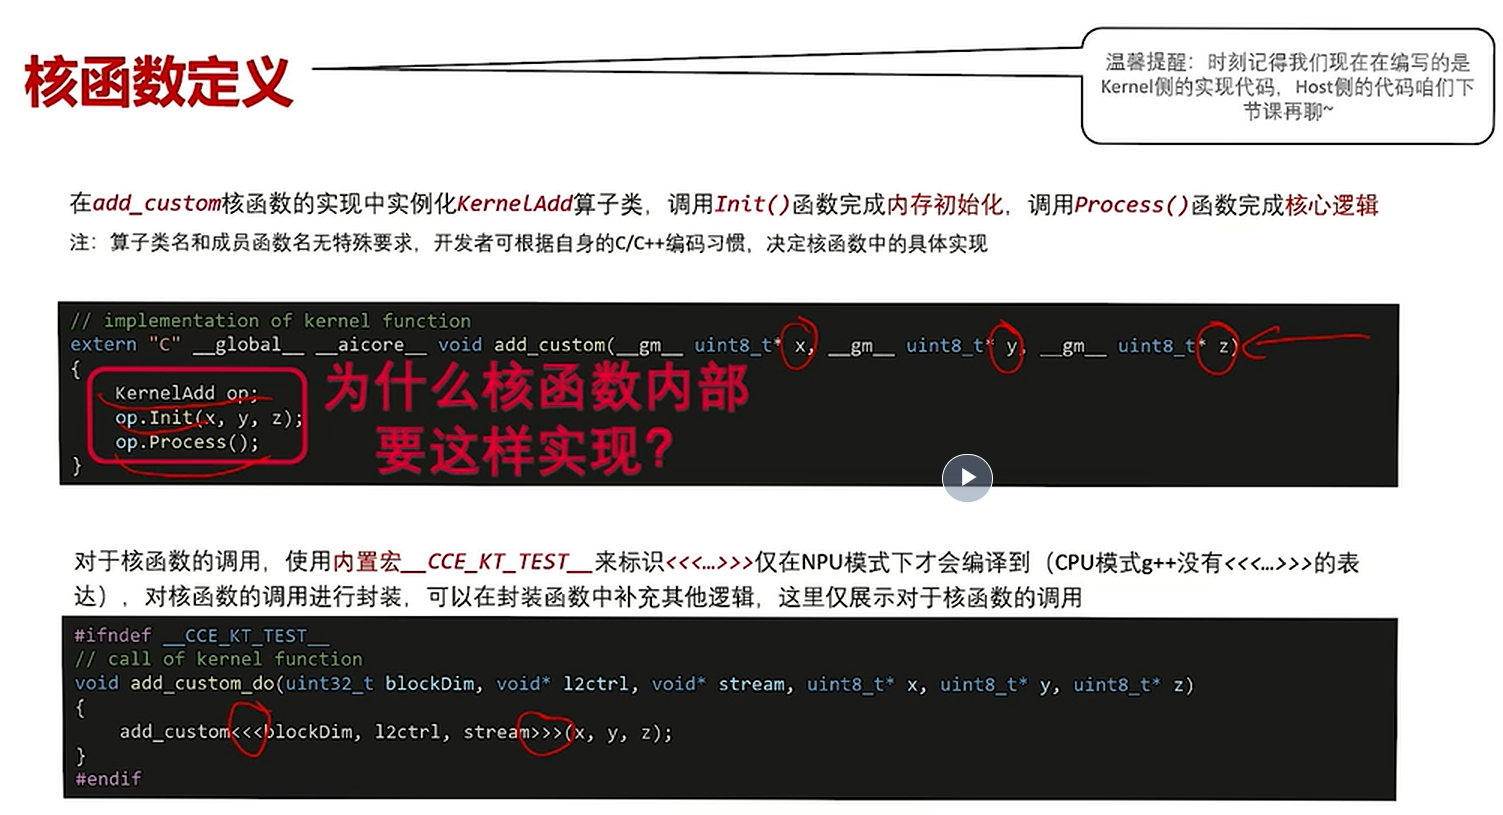 核函数定义
温馨提醒：时刻记得我们现在在编写的是
Kernel侧的实现代码，Host侧的代码咱们下
节课再聊~
在add_custom核函数的实现中实例化KernelAdd算子类，调用Init()函数完成内存初始化，调用Process()函数完成核心逻辑
注：算子类名和成员函数名无特殊要求，开发者可根据自身的C/C++编码习惯，决定核函数中的具体实现
// implementation of kernel function
extern "C" __global__ __aicore__ void add_custom(__gm__ uint8_t* x, __gm__ uint8_t* y, __gm__ uint8_t* z)
{
KernelAdd op;
op.Init(x, y, z);
op.Process();
}
为什么核函数内部
要这样实现？
对于核函数的调用，使用内置宏__CCE_KT_TEST__来标识<<<…>>>仅在NPU模式下才会编译到（CPU模式g++没有<<<…>>>的表
达），对核函数的调用进行封装，可以在封装函数中补充其他逻辑，这里仅展示对于核函数的调用
#ifndef __CCE_KT_TEST__
// call of kernel function
void add_custom_do(uint32_t blockDim, void* l2ctrl, void* stream, uint8_t* x, uint8_t* y, uint8_t* z)
{
add_custom<<<blockDim, l2ctrl, stream>>>(x, y, z);
}
#endif